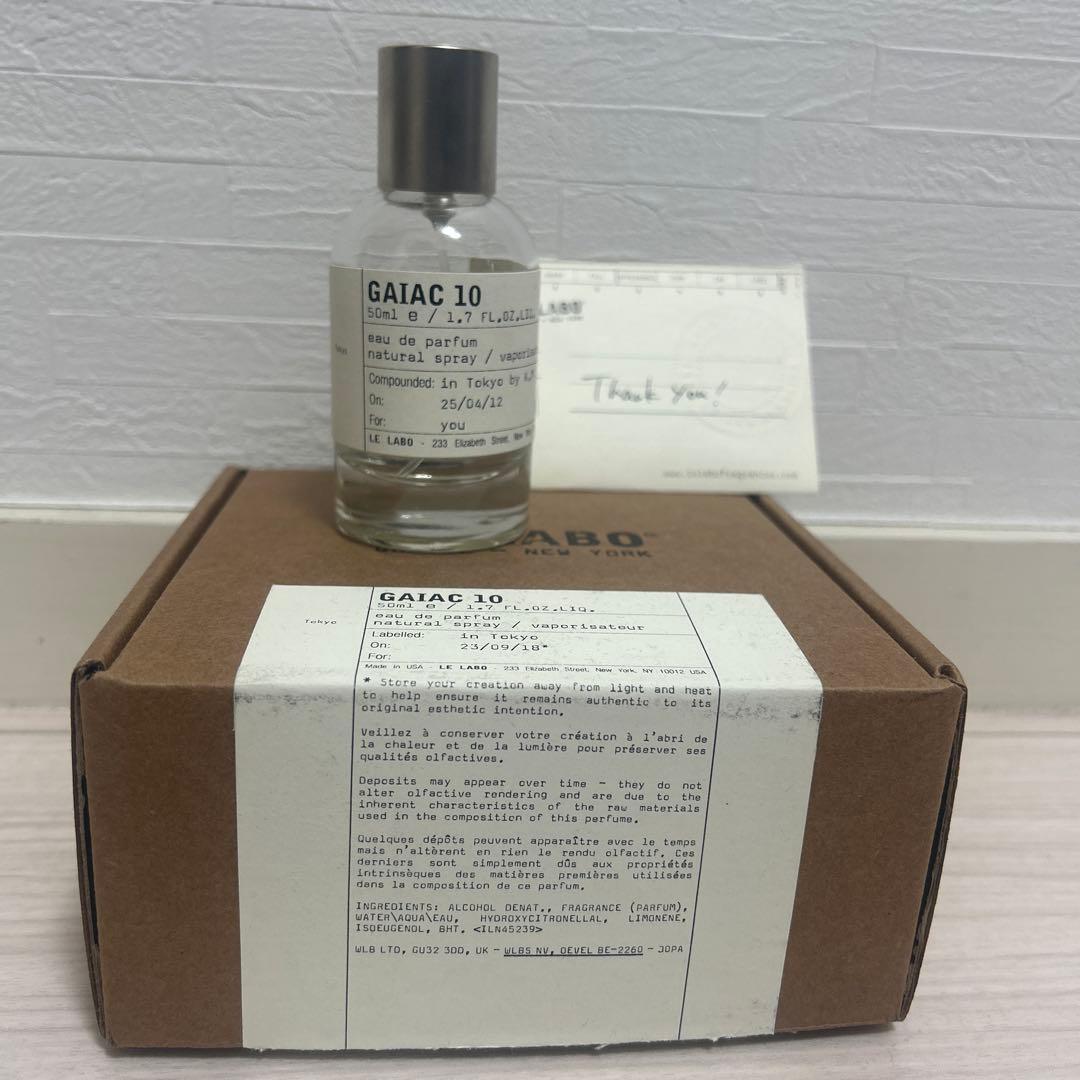 GAIAC 10
50ml e / 1.7 FL.OZ.LIQ.
eau de parfum
natural spray / vaporisa
Compounded: in Tokyo by
On: 25/04/12
For: you
LE LABO - 233 Elizabeth Street, New
LABO
Thank you!
www.lelabofragrances.com
LABO
NEW YORK
GAIAC 10
50ml e / 1.7 FL.OZ.LIQ.
eau de parfum
natural spray / vaporisateur
Tokyo
Labelled: in Tokyo
On: 23/09/18*
For:
Made in USA - LE LABO - 233 Elizabeth Street, New York, NY 10012 USA
* Store your creation away from light and heat
to help ensure it remains authentic to its
original esthetic intention.
Veillez à conserver votre création à l'abri de
la chaleur et de la lumière pour préserver ses
qualités olfactives.
Deposits may appear over time - they do not
alter olfactive rendering and are due to the
inherent characteristics of the raw materials
used in the composition of this perfume.
Quelques dépôts peuvent apparaître avec le temps
mais n'altèrent en rien le rendu olfactif. Ces
derniers sont simplement dûs aux propriétés
intrinsèques des matières premières utilisées
dans la composition de ce parfum.
INGREDIENTS: ALCOHOL DENAT., FRAGRANCE (PARFUM),
WATER\AQUA\EAU, HYDROXYCITRONELLAL, LIMONENE,
ISOEUGENOL, BHT. <ILN45239>
WLB LTD, GU32 3DD, UK - WLBS NV, OEVEL BE-2260 - JOPA